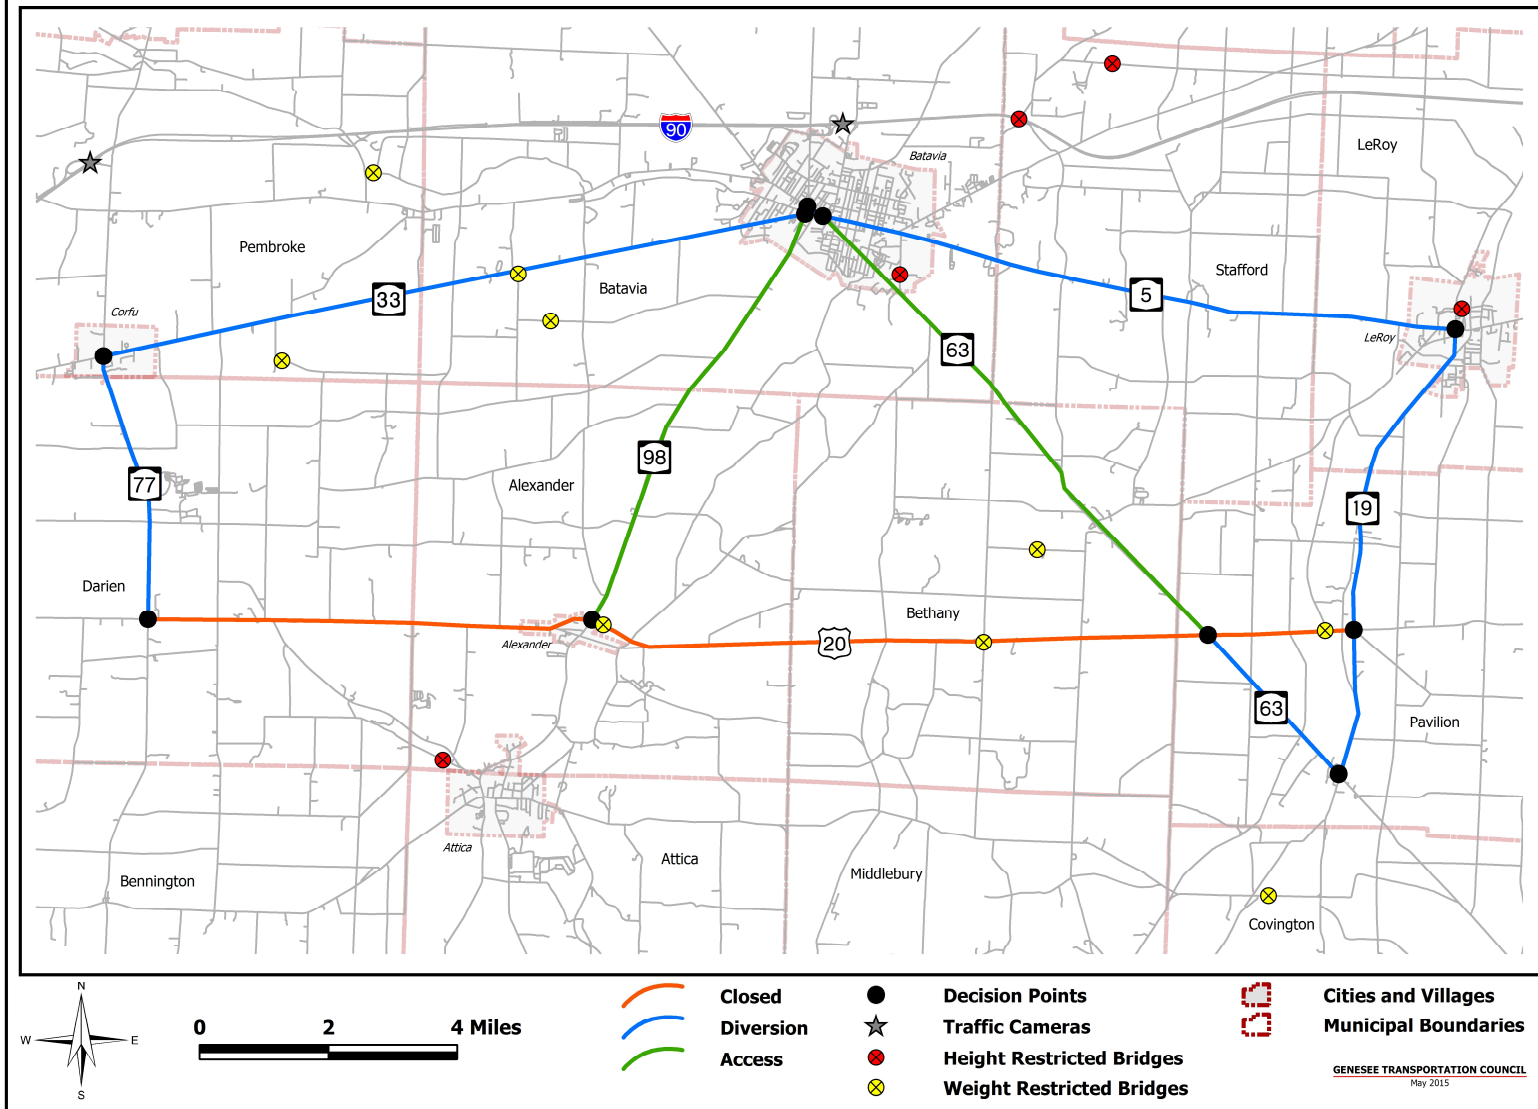 90
Batavia
LeRoy
Pembroke
Batavia
Stafford
33
5
Corfu
LeRoy
63
98
77
Alexander
19
Darien
Bethany
Alexander
20
63
Pavilion
Attica
Attica
Middlebury
Bennington
Covington
N
W
E
S
0 2 4 Miles
Closed
Diversion
Access
Decision Points
Traffic Cameras
Height Restricted Bridges
Weight Restricted Bridges
Cities and Villages
Municipal Boundaries
GENESEE TRANSPORTATION COUNCIL
May 2015